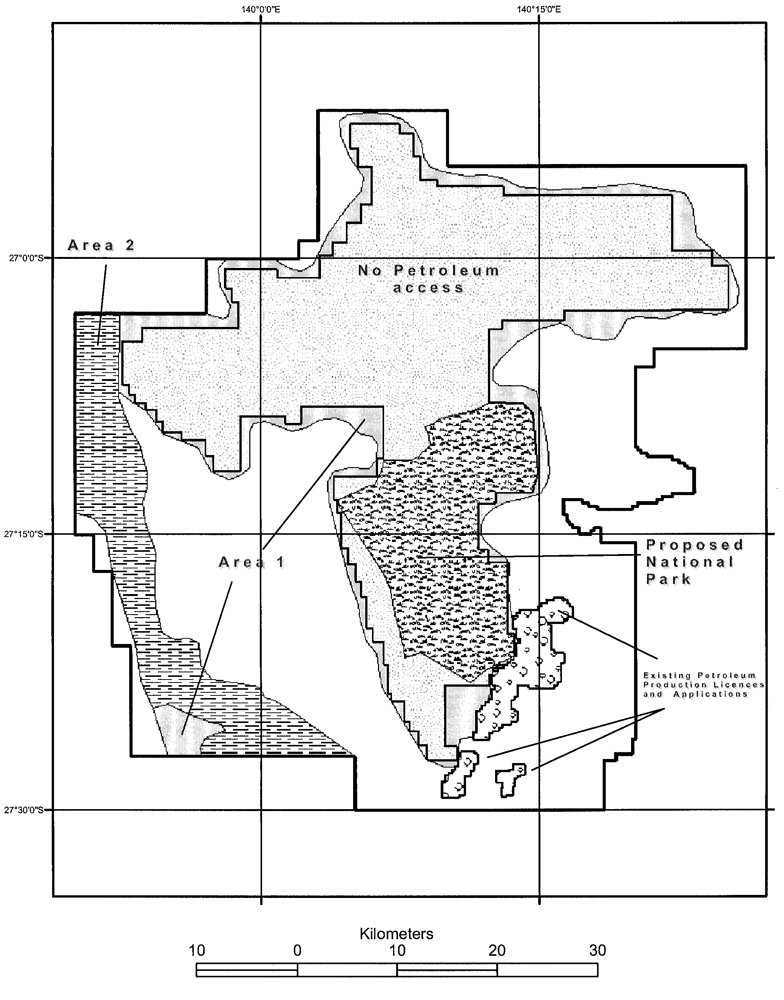 140°0'0"E
140°15'0"E
Area 2
27°0'0"S
No Petroleum
access
27°15'0"S
Proposed
National
Park
Area 1
Existing Petroleum
Production Licences
and Applications
27°30'0"S
Kilometers
10 0 10 20 30